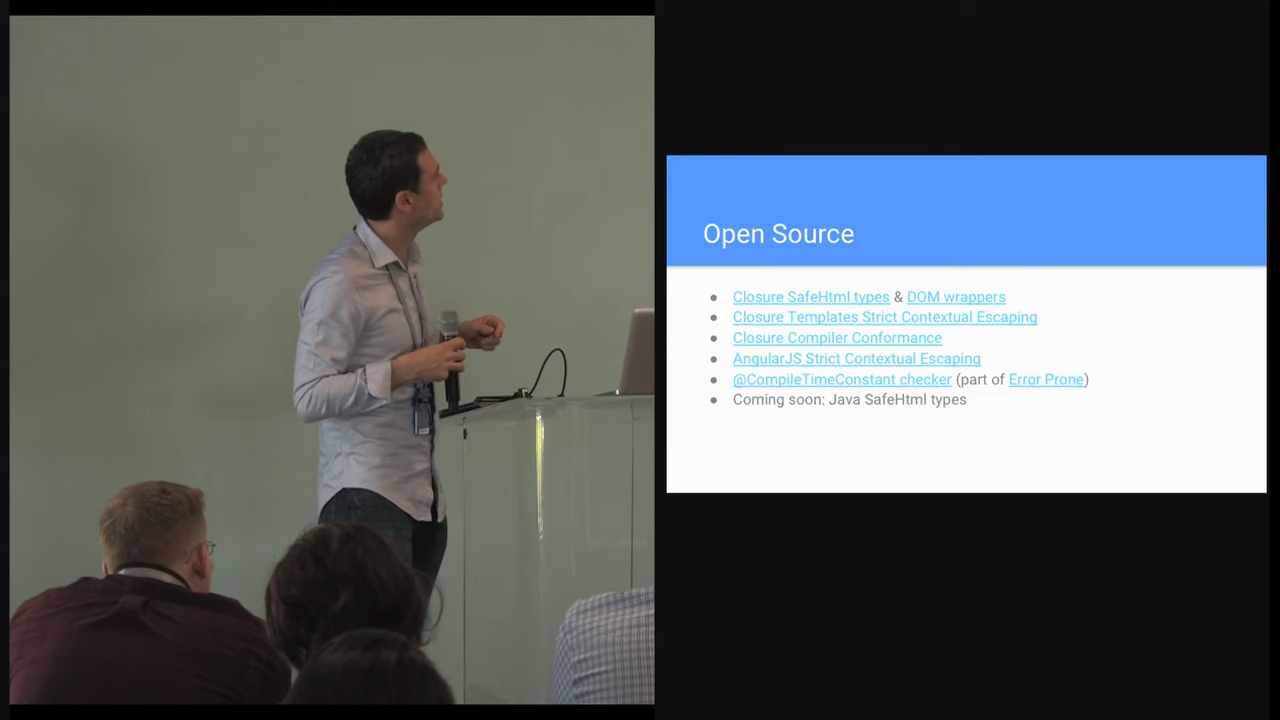 Open Source
● Closure SafeHtml types & DOM wrappers
● Closure Templates Strict Contextual Escaping
● Closure Compiler Conformance
● AngularJS Strict Contextual Escaping
● @CompileTimeConstant checker (part of Error Prone)
● Coming soon: Java SafeHtml types